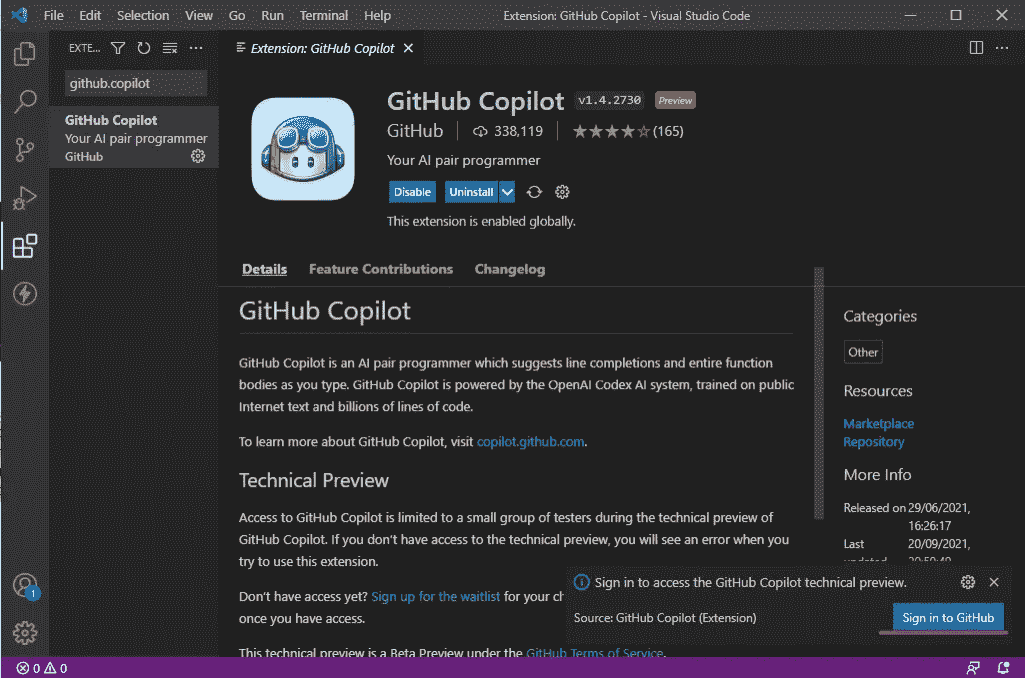 File Edit Selection View Go Run Terminal Help Extension: GitHub Copilot - Visual Studio Code
EXTE... ...
Extension: GitHub Copilot
github.copilot
GitHub Copilot
Your AI pair programmer
GitHub
GitHub Copilot v1.4.2730 Preview
GitHub 338,119 (165)
Your AI pair programmer
Disable Uninstall
This extension is enabled globally.
Details Feature Contributions Changelog
GitHub Copilot
GitHub Copilot is an AI pair programmer which suggests line completions and entire function
bodies as you type. GitHub Copilot is powered by the OpenAI Codex AI system, trained on public
Internet text and billions of lines of code.
To learn more about GitHub Copilot, visit copilot.github.com.
Technical Preview
Access to GitHub Copilot is limited to a small group of testers during the technical preview of
GitHub Copilot. If you don't have access to the technical preview, you will see an error when you
try to use this extension.
Don't have access yet? Sign up for the waitlist for your ch
once you have access.
This technical preview is a Beta Preview under the GitHub Terms of Service.
Categories
Other
Resources
Marketplace
Repository
More Info
Released on 29/06/2021,
16:26:17
Last 20/09/2021,
updated
Sign in to access the GitHub Copilot technical preview.
Source: GitHub Copilot (Extension)
Sign in to GitHub
1
0 0